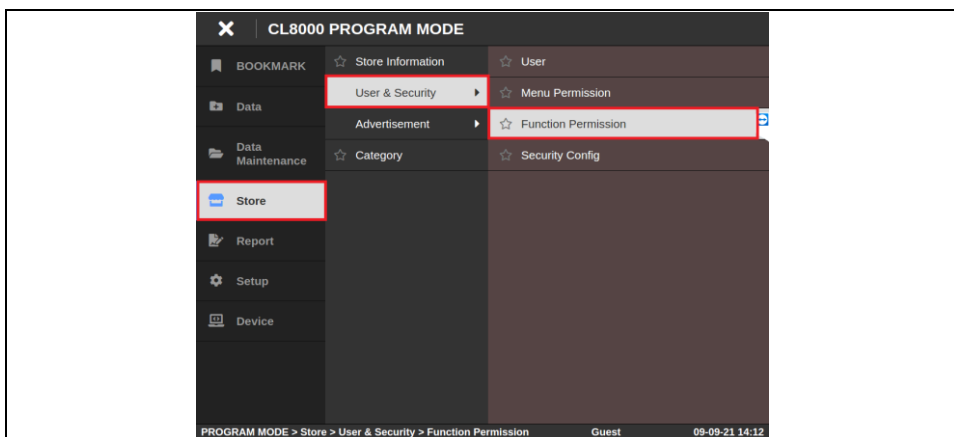 CL8000 PROGRAM MODE
BOOKMARK
Data
Data
Maintenance
Store
Report
Setup
Device
Store Information
User & Security
Advertisement
Category
User
Menu Permission
Function Permission
Security Config
PROGRAM MODE > Store > User & Security > Function Permission Guest 09-09-21 14:12